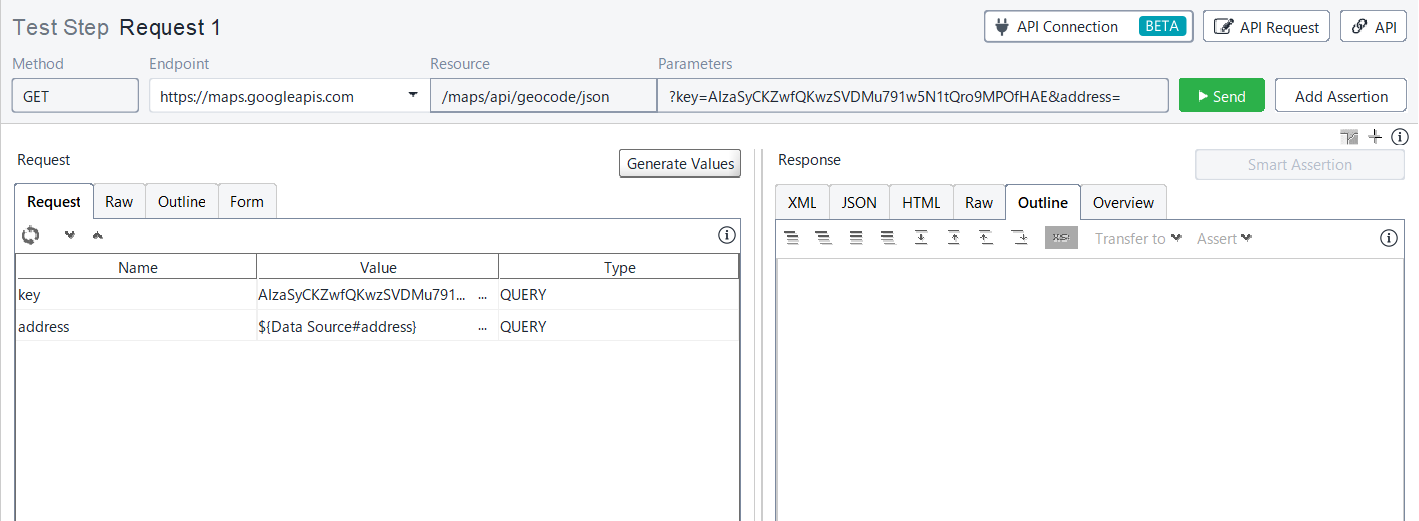 Test Step Request 1
API Connection BETA API Request API
Method Endpoint Resource Parameters
GET https://maps.googleapis.com /maps/api/geocode/json ?key=AIzaSyCKZwfQKwzSVDMu791w5N1tQro9MPOfHAE&address= Send Add Assertion
Request Generate Values Response Smart Assertion
Request Raw Outline Form XML JSON HTML Raw Outline Overview
Transfer to Assert
Name Value Type
key AIzaSyCKZwfQKwzSVDMu791... ... QUERY
address ${Data Source#address} ... QUERY